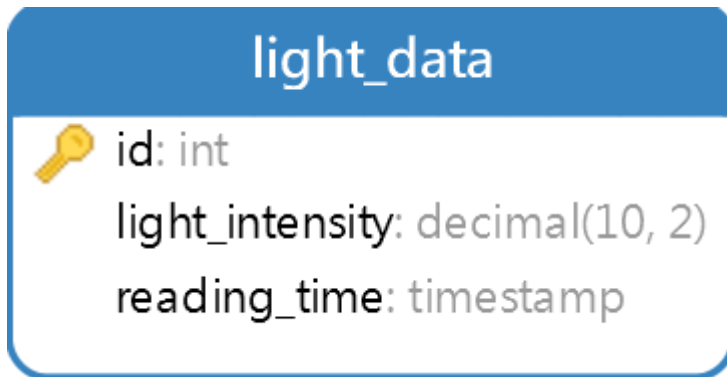 light_data
id: int
light_intensity: decimal(10, 2)
reading_time: timestamp